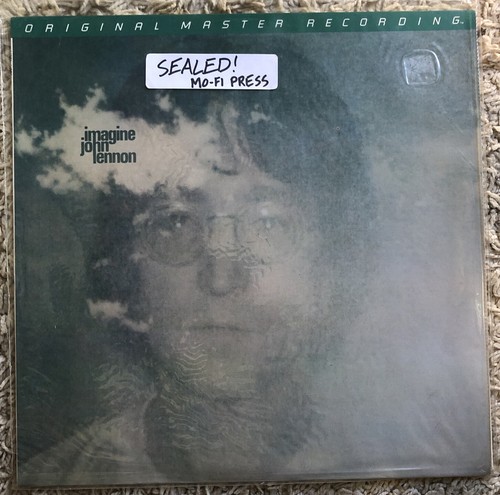 ORIGINAL MASTER RECORDING.
SEALED!
MO-FI PRESS
imagine
john
lennon